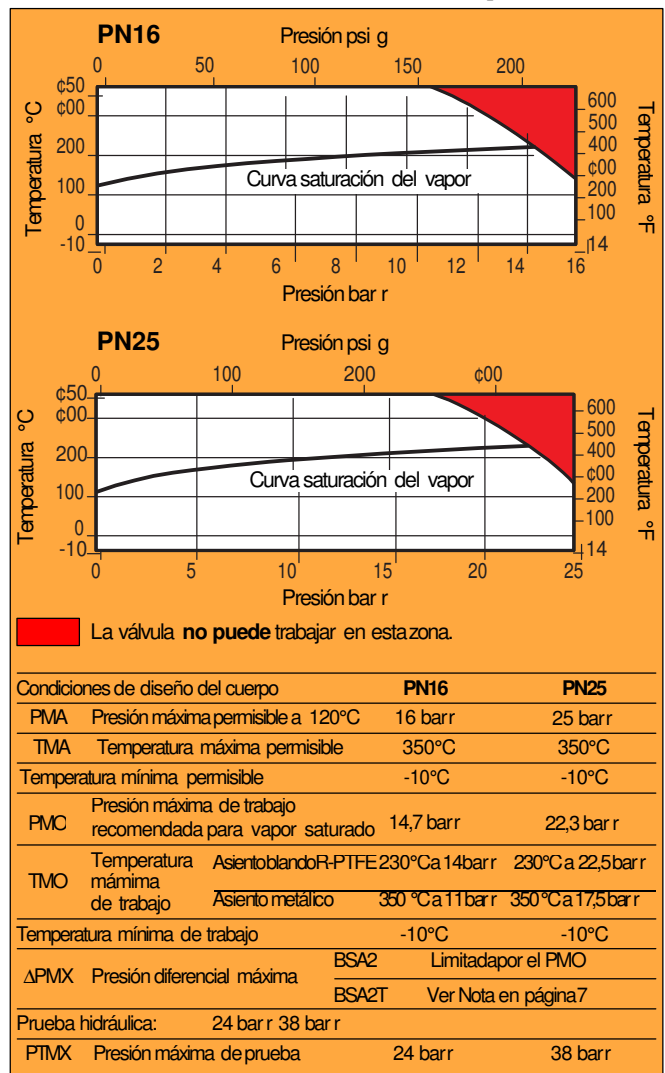 PN16 Presión psi g
0 50 100 150 200
¢50
¢00
200
100
0
-10
Temperatura °C
600
500
400
¢00
200
100
14
Temperatura °F
Curva saturación del vapor
0 2 4 6 8 10 12 14 16
Presión bar r
PN25 Presión psi g
0 100 200 ¢00
¢50
¢00
200
100
0
-10
Temperatura °C
600
500
400
¢00
200
100
14
Temperatura °F
Curva saturación del vapor
0 5 10 15 20 25
Presión bar r
La válvula no puede trabajar en esta zona.
Condiciones de diseño del cuerpo PN16 PN25
PMA Presión máxima permisible a 120°C 16 bar r 25 bar r
TMA Temperatura máxima permisible 350°C 350°C
Temperatura mínima permisible -10°C -10°C
PMO Presión máxima de trabajo
recomendada para vapor saturado 14,7 bar r 22,3 bar r
TMO Temperatura
mámima
de trabajo
Asiento blando R-PTFE 230°C a 14 bar r 230°C a 22,5 bar r
Asiento metálico 350 °C a 11 bar r 350 °C a 17,5 bar r
Temperatura mínima de trabajo -10°C -10°C
ΔPMX Presión diferencial máxima
BSA2 Limitada por el PMO
BSA2T Ver Nota en página 7
Prueba hidráulica: 24 bar r 38 bar r
PTMX Presión máxima de prueba 24 bar r 38 bar r